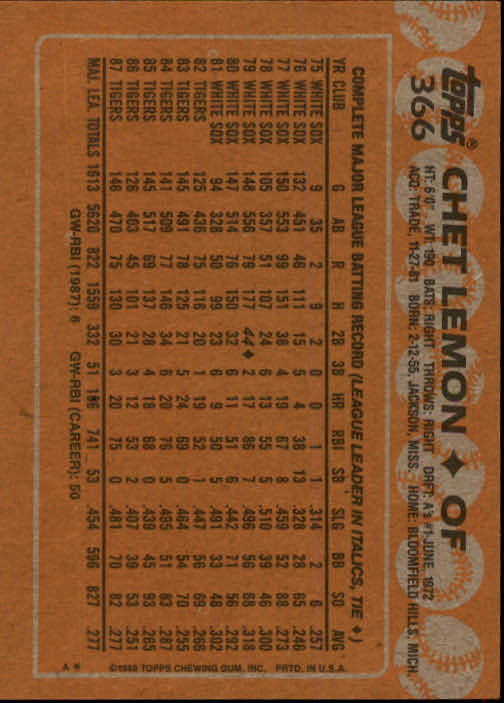 topps®
366
CHET LEMON ♦ OF
HT: 6'0" WT: 190 BATS: RIGHT THROWS: RIGHT DRFT: A's #1-JUNE, 1972
ACQ: TRADE, 11-27-81 BORN: 2-12-55, JACKSON, MISS. HOME: BLOOMFIELD HILLS, MICH.
COMPLETE MAJOR LEAGUE BATTING RECORD (LEAGUE LEADER IN ITALICS, TIE ♦)
YR CLUB G AB R H 2B 3B HR RBI SB SLG BB SO AVG
75 WHITE SOX 9 35 2 9 2 0 0 1 1 .314 2 6 .257
76 WHITE SOX 132 451 46 111 15 5 4 38 13 .328 28 65 .246
77 WHITE SOX 150 553 99 151 38 4 19 67 8 .459 52 88 .273
78 WHITE SOX 105 357 51 107 24 6 13 55 5 .510 39 46 .300
79 WHITE SOX 148 556 79 177 44♦ 2 17 86 7 .496 56 68 .318
80 WHITE SOX 147 514 76 150 32 6 11 51 6 .442 71 56 .292
81 WHITE SOX 94 328 50 99 23 6 9 50 5 .491 33 48 .302
82 TIGERS 125 436 75 116 20 1 19 52 1 .447 56 69 .266
83 TIGERS 145 491 78 125 21 5 24 69 0 .464 54 70 .255
84 TIGERS 141 509 77 146 34 6 20 76 5 .495 51 83 .287
85 TIGERS 145 517 69 137 28 4 18 68 0 .439 45 93 .265
86 TIGERS 126 403 45 101 21 3 12 53 2 .407 39 53 .251
87 TIGERS 146 470 75 130 30 3 20 75 0 .481 70 82 .277
MAJ. LEA. TOTALS 1613 5620 822 1559 332 51 186 741 53 .454 596 827 .277
GW-RBI (1987): 6 GW-RBI (CAREER): 50
©1988 TOPPS CHEWING GUM, INC. PRTD. IN U.S.A.
A *